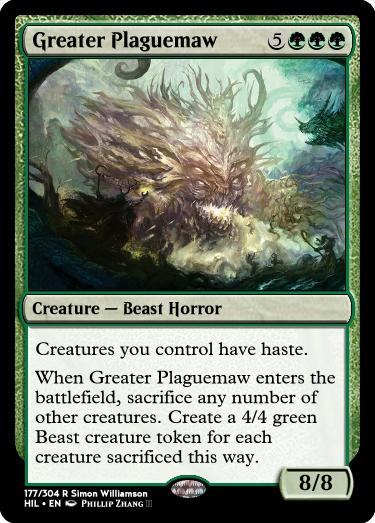 Greater Plaguemaw 5
Creature — Beast Horror
Creatures you control have haste.
When Greater Plaguemaw enters the
battlefield, sacrifice any number of
other creatures. Create a 4/4 green
Beast creature token for each
creature sacrificed this way.
8/8
177/304 R Simon Williamson
HIL • EN Phillip Zhang